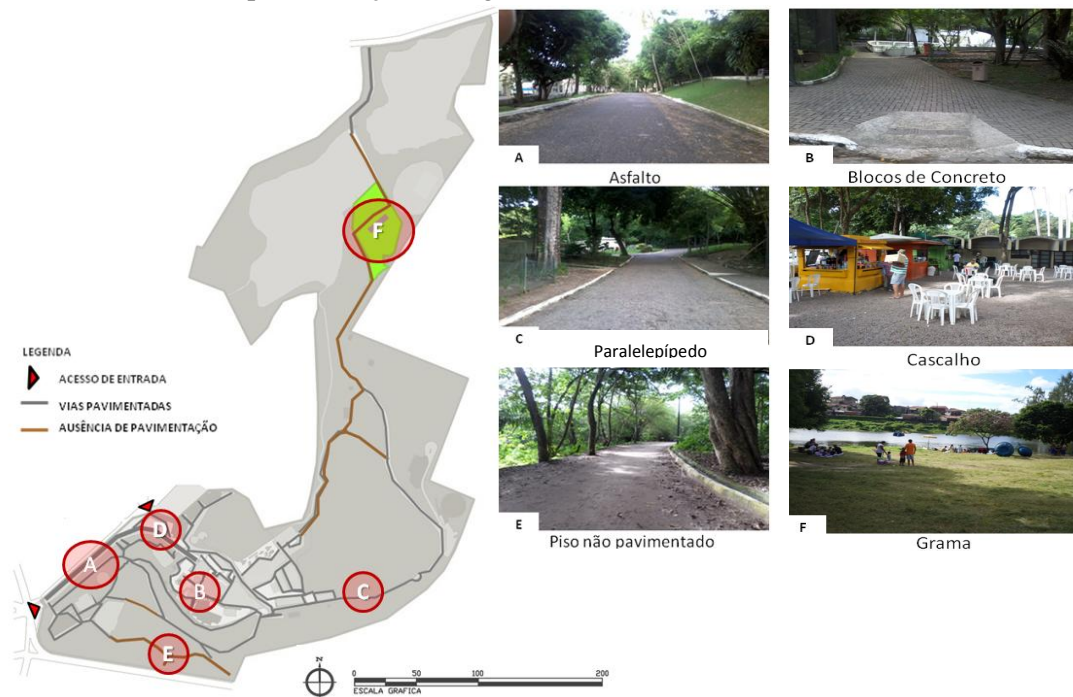 A
Asfalto
B
Blocos de Concreto
C
Paralelepípedo
D
Cascalho
E
Piso não pavimentado
F
Grama
F
LEGENDA
ACESSO DE ENTRADA
VIAS PAVIMENTADAS
AUSÊNCIA DE PAVIMENTAÇÃO
D
A
B
C
E
N
0 50 100 200
ESCALA GRAFICA